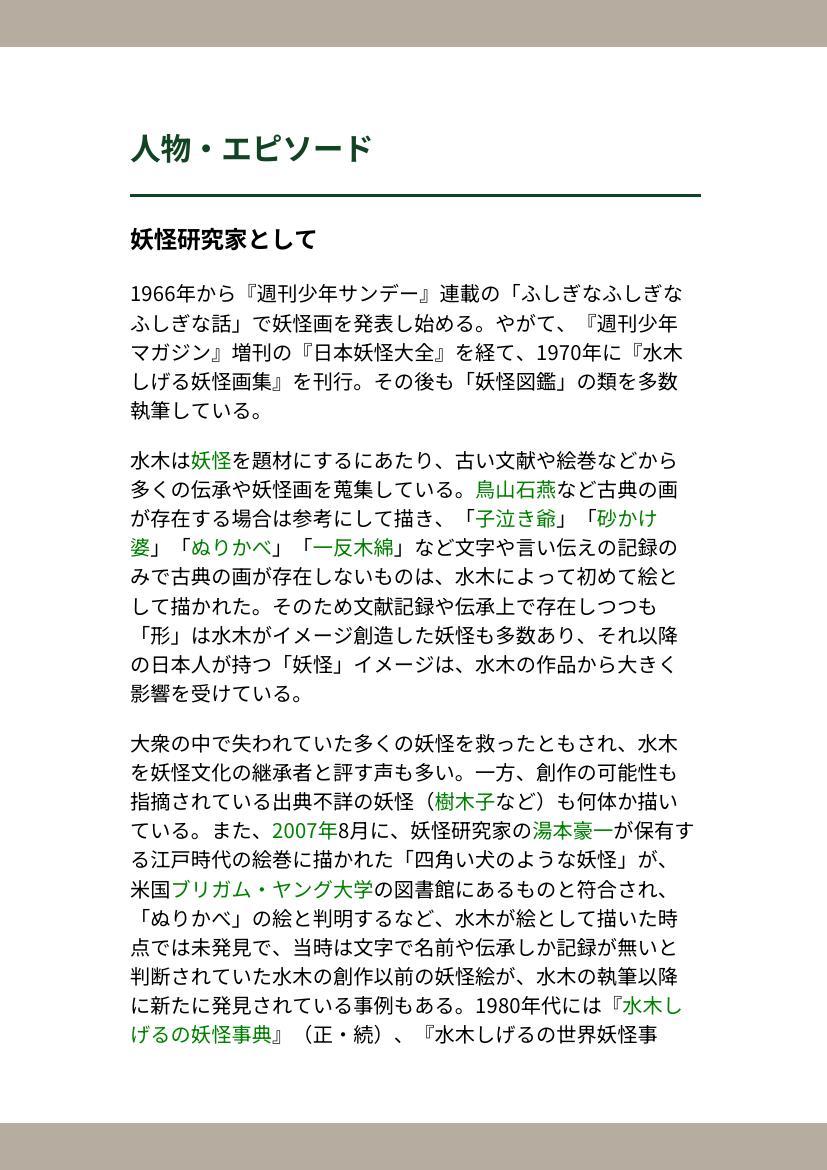 人物・エピソード
妖怪研究家として
1966年から『週刊少年サンデー』連載の「ふしぎなふしぎな
ふしぎな話」で妖怪画を発表し始める。やがて、『週刊少年
マガジン』増刊の『日本妖怪大全』を経て、1970年に『水木
しげる妖怪画集』を刊行。その後も「妖怪図鑑」の類を多数
執筆している。
水木は妖怪を題材にするにあたり、古い文献や絵巻などから
多くの伝承や妖怪画を蒐集している。鳥山石燕など古典の画
が存在する場合は参考にして描き、「子泣き爺」「砂かけ
婆」「ぬりかべ」「一反木綿」など文字や言い伝えの記録の
みで古典の画が存在しないものは、水木によって初めて絵と
して描かれた。そのため文献記録や伝承上で存在しつつも
「形」は水木がイメージ創造した妖怪も多数あり、それ以降
の日本人が持つ「妖怪」イメージは、水木の作品から大きく
影響を受けている。
大衆の中で失われていた多くの妖怪を救ったともされ、水木
を妖怪文化の継承者と評す声も多い。一方、創作の可能性も
指摘されている出典不詳の妖怪（樹木子など）も何体か描い
ている。また、2007年8月に、妖怪研究家の湯本豪一が保有す
る江戸時代の絵巻に描かれた「四角い犬のような妖怪」が、
米国ブリガム・ヤング大学の図書館にあるものと符合され、
「ぬりかべ」の絵と判明するなど、水木が絵として描いた時
点では未発見で、当時は文字で名前や伝承しか記録が無いと
判断されていた水木の創作以前の妖怪絵が、水木の執筆以降
に新たに発見されている事例もある。1980年代には『水木し
げるの妖怪事典』（正・続）、『水木しげるの世界妖怪事